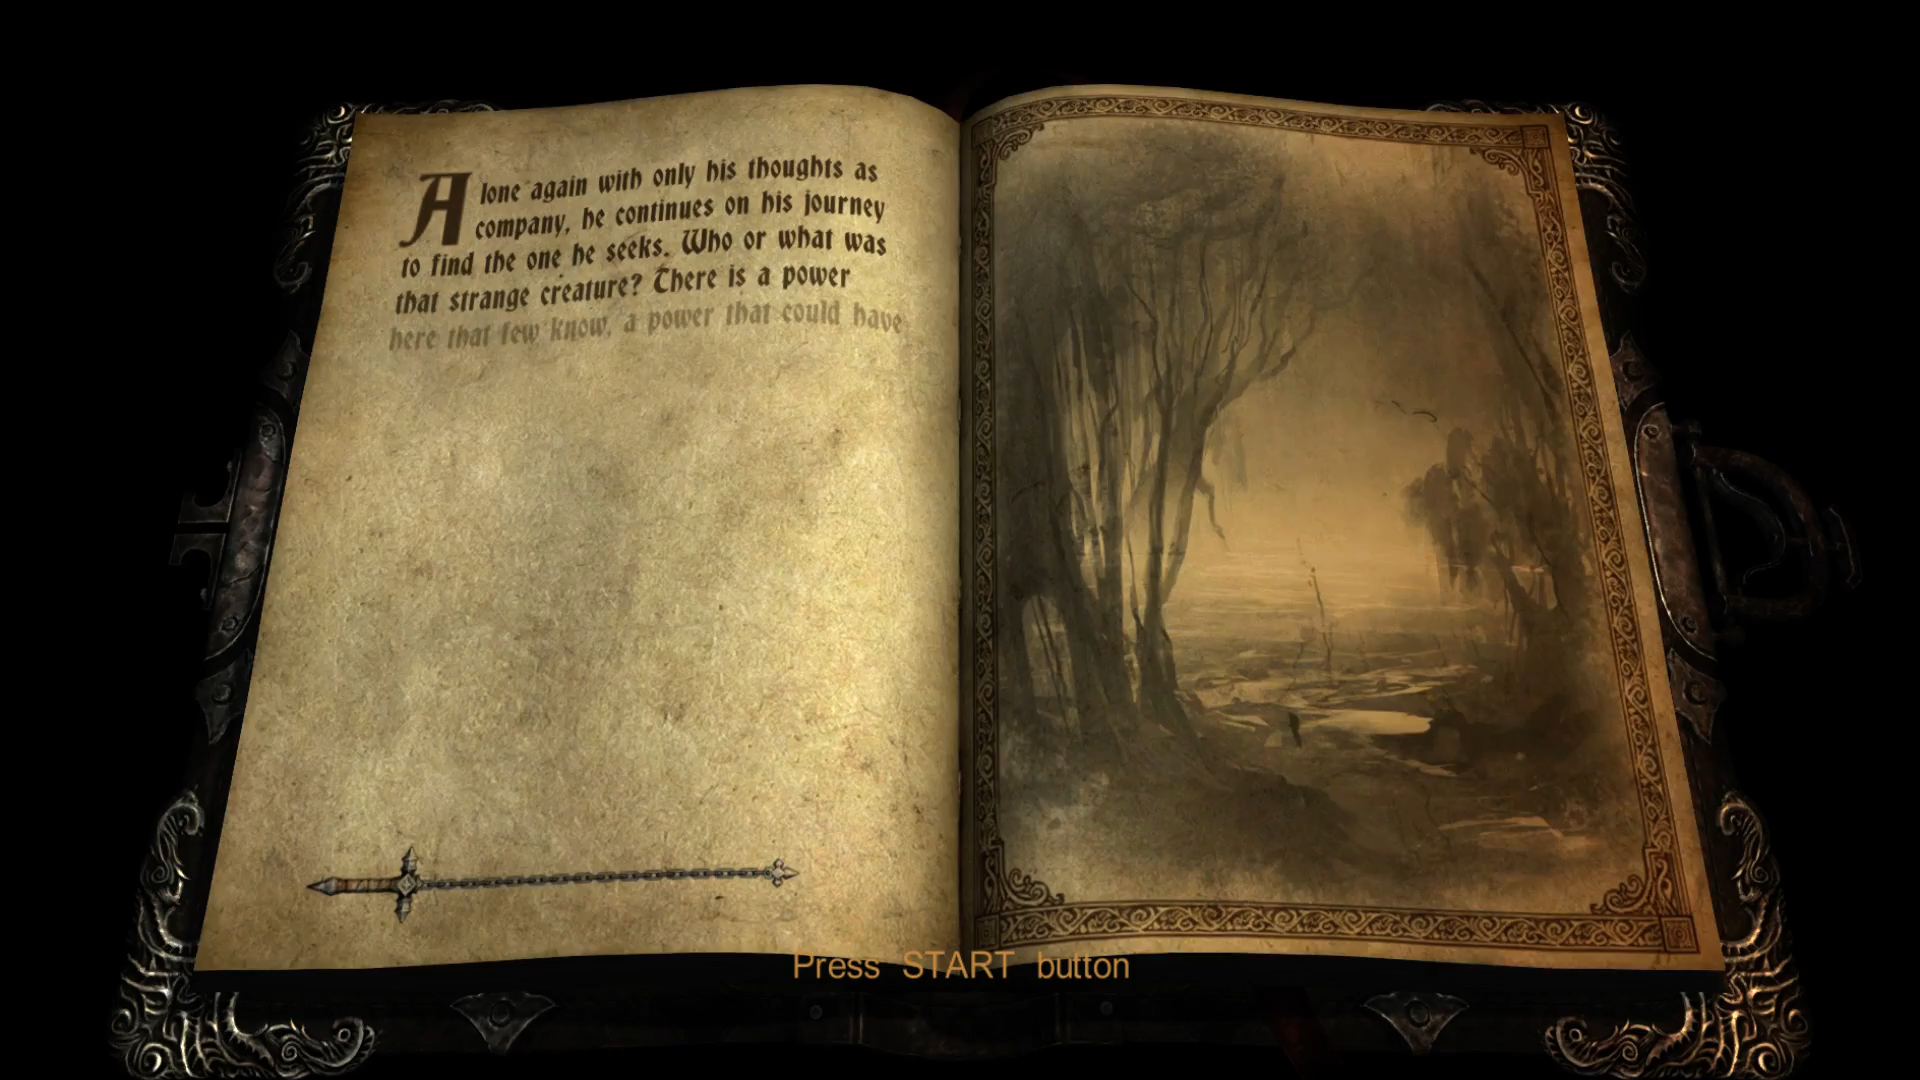 Alone again with only his thoughts as
company, he continues on his journey
to find the one he seeks. Who or what was
that strange creature? There is a power
here that few know, a power that could have
Press START button